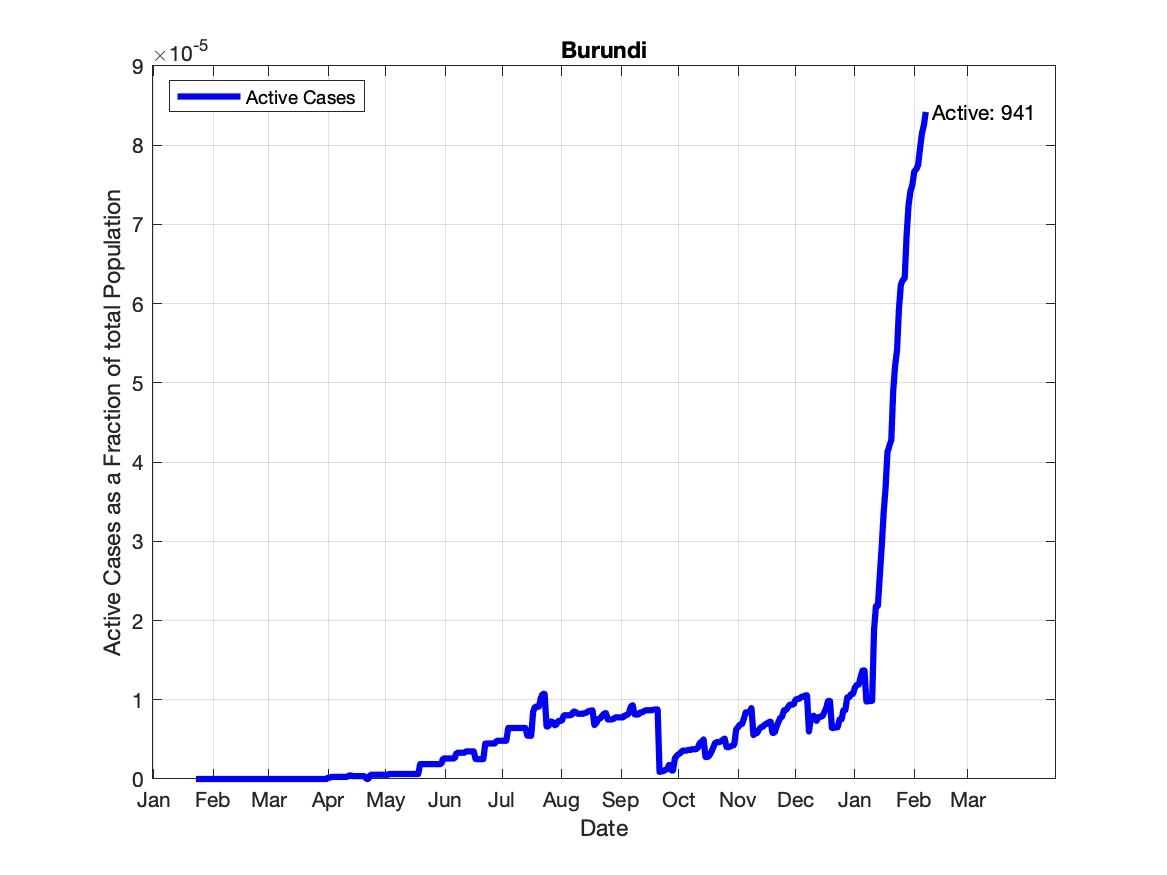 Burundi
×10-5
Active Cases
Active: 941
9
8
7
6
5
4
3
2
1
0
Active Cases as a Fraction of total Population
Jan Feb Mar Apr May Jun Jul Aug Sep Oct Nov Dec Jan Feb Mar
Date